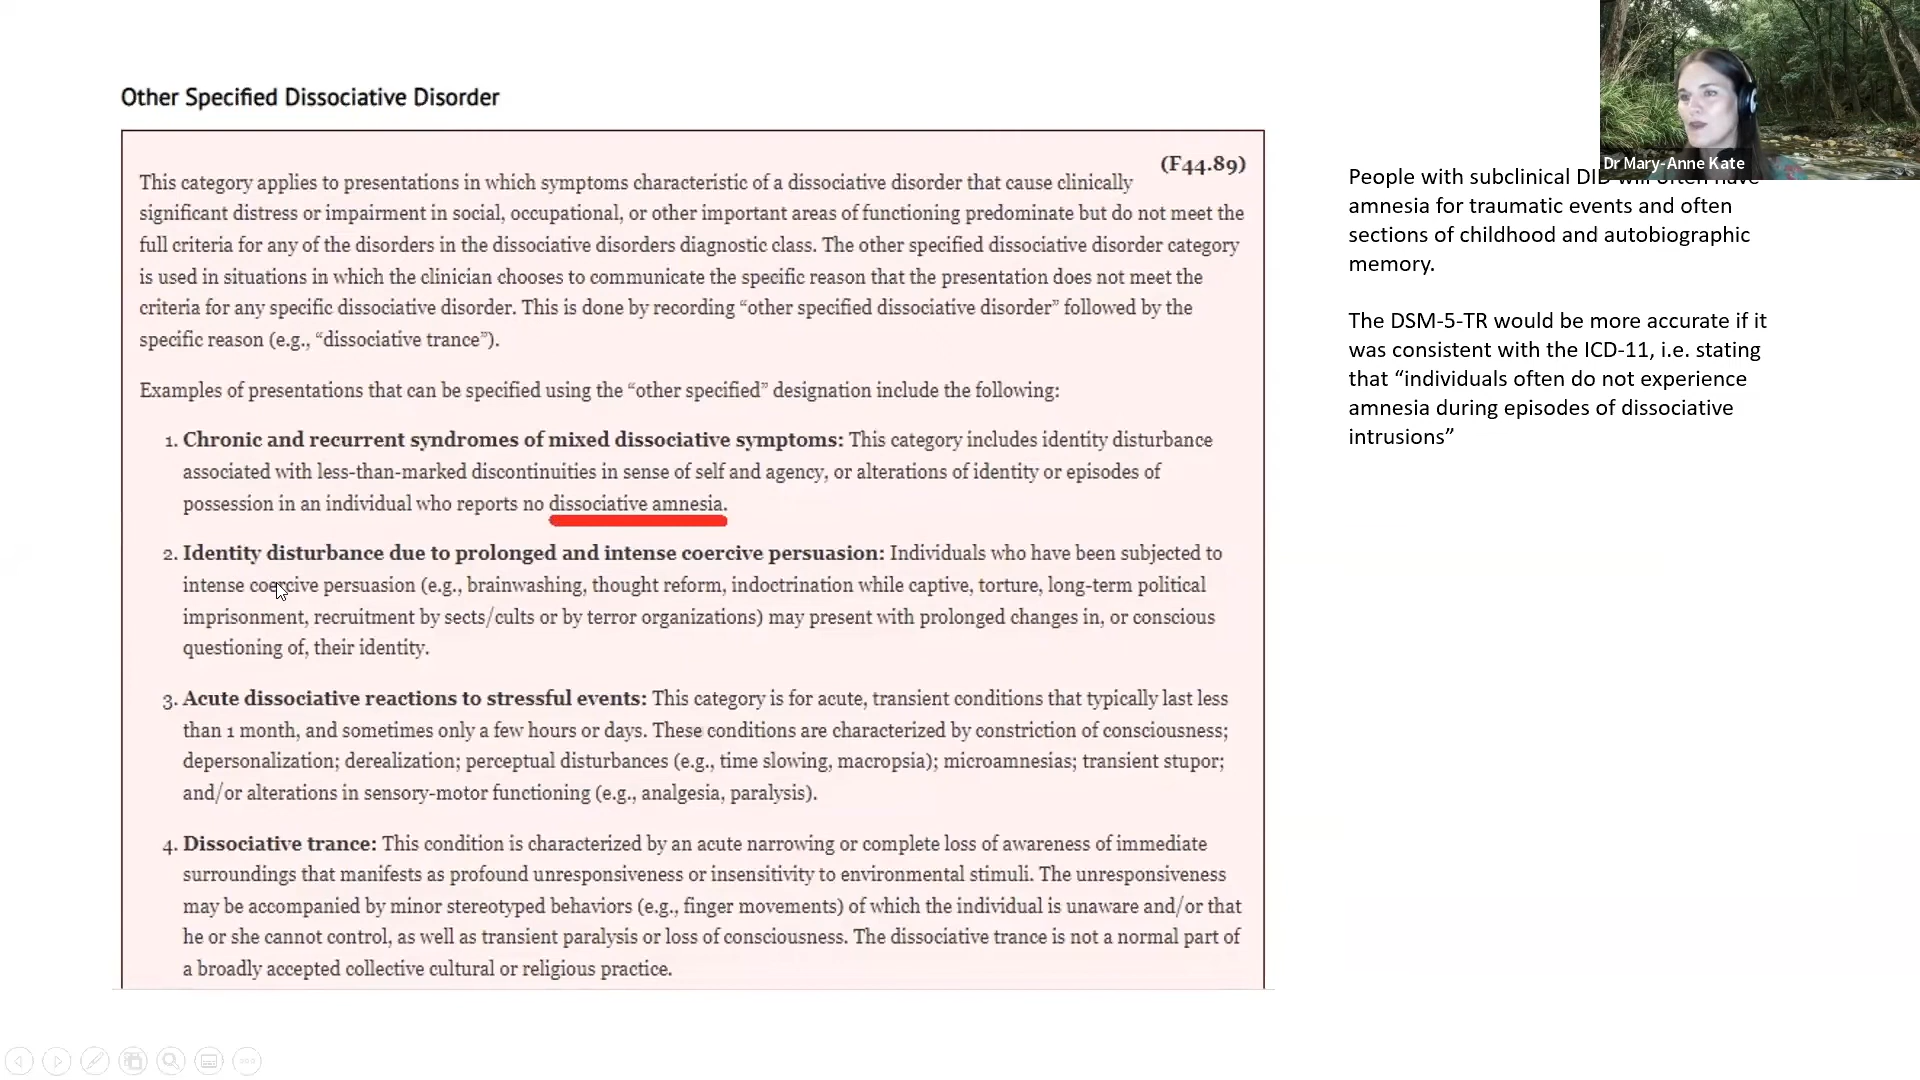 Other Specified Dissociative Disorder
(F44.89)
This category applies to presentations in which symptoms characteristic of a dissociative disorder that cause clinically
significant distress or impairment in social, occupational, or other important areas of functioning predominate but do not meet the
full criteria for any of the disorders in the dissociative disorders diagnostic class. The other specified dissociative disorder category
is used in situations in which the clinician chooses to communicate the specific reason that the presentation does not meet the
criteria for any specific dissociative disorder. This is done by recording “other specified dissociative disorder” followed by the
specific reason (e.g., “dissociative trance”).
Examples of presentations that can be specified using the “other specified” designation include the following:
1. Chronic and recurrent syndromes of mixed dissociative symptoms: This category includes identity disturbance
associated with less-than-marked discontinuities in sense of self and agency, or alterations of identity or episodes of
possession in an individual who reports no dissociative amnesia.
2. Identity disturbance due to prolonged and intense coercive persuasion: Individuals who have been subjected to
intense coercive persuasion (e.g., brainwashing, thought reform, indoctrination while captive, torture, long-term political
imprisonment, recruitment by sects/cults or by terror organizations) may present with prolonged changes in, or conscious
questioning of, their identity.
3. Acute dissociative reactions to stressful events: This category is for acute, transient conditions that typically last less
than 1 month, and sometimes only a few hours or days. These conditions are characterized by constriction of consciousness;
depersonalization; derealization; perceptual disturbances (e.g., time slowing, macropsia); microamnesias; transient stupor;
and/or alterations in sensory-motor functioning (e.g., analgesia, paralysis).
4. Dissociative trance: This condition is characterized by an acute narrowing or complete loss of awareness of immediate
surroundings that manifests as profound unresponsiveness or insensitivity to environmental stimuli. The unresponsiveness
may be accompanied by minor stereotyped behaviors (e.g., finger movements) of which the individual is unaware and/or that
he or she cannot control, as well as transient paralysis or loss of consciousness. The dissociative trance is not a normal part of
a broadly accepted collective cultural or religious practice.
Dr Mary-Anne Kate
People with subclinical DID will often have
amnesia for traumatic events and often
sections of childhood and autobiographic
memory.
The DSM-5-TR would be more accurate if it
was consistent with the ICD-11, i.e. stating
that “individuals often do not experience
amnesia during episodes of dissociative
intrusions”